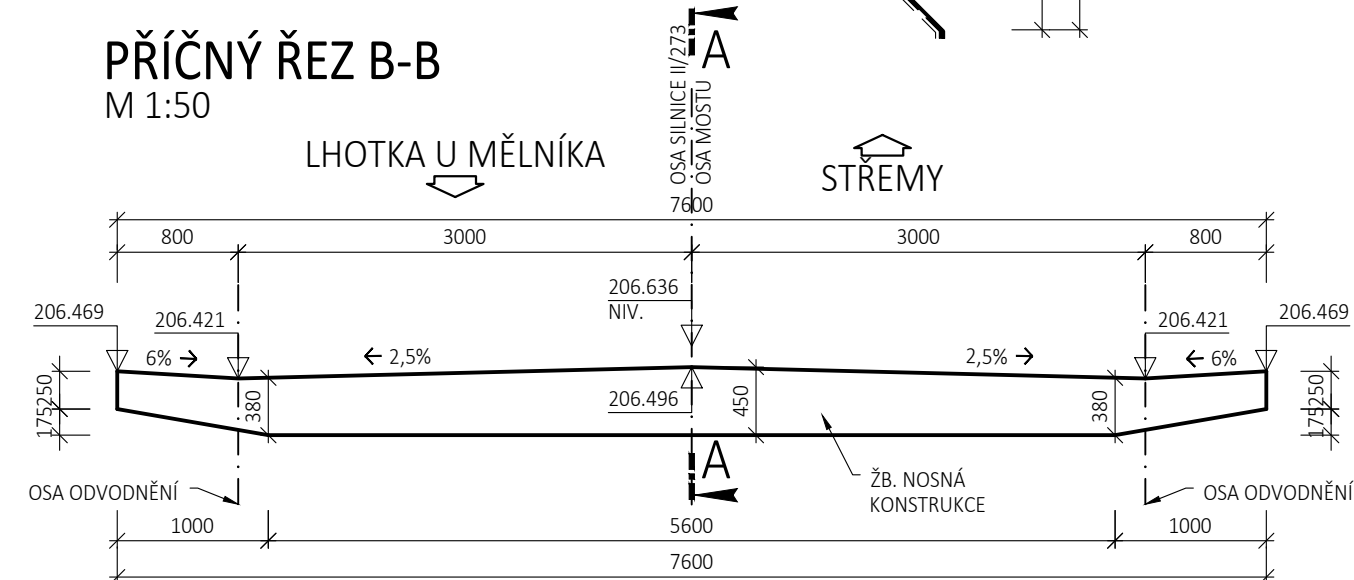 PŘÍČNÝ ŘEZ B-B
M 1:50
A
OSA SILNICE II/273
OSA MOSTU
LHOTKA U MĚLNÍKA
STŘEMY
7600
800
3000
3000
800
206.469
206.421
206.636
NIV.
206.421
206.469
6%
2,5%
2,5%
6%
250
175
380
206.496
450
380
250
175
A
ŽB. NOSNÁ
KONSTRUKCE
OSA ODVODNĚNÍ
OSA ODVODNĚNÍ
1000
5600
1000
7600